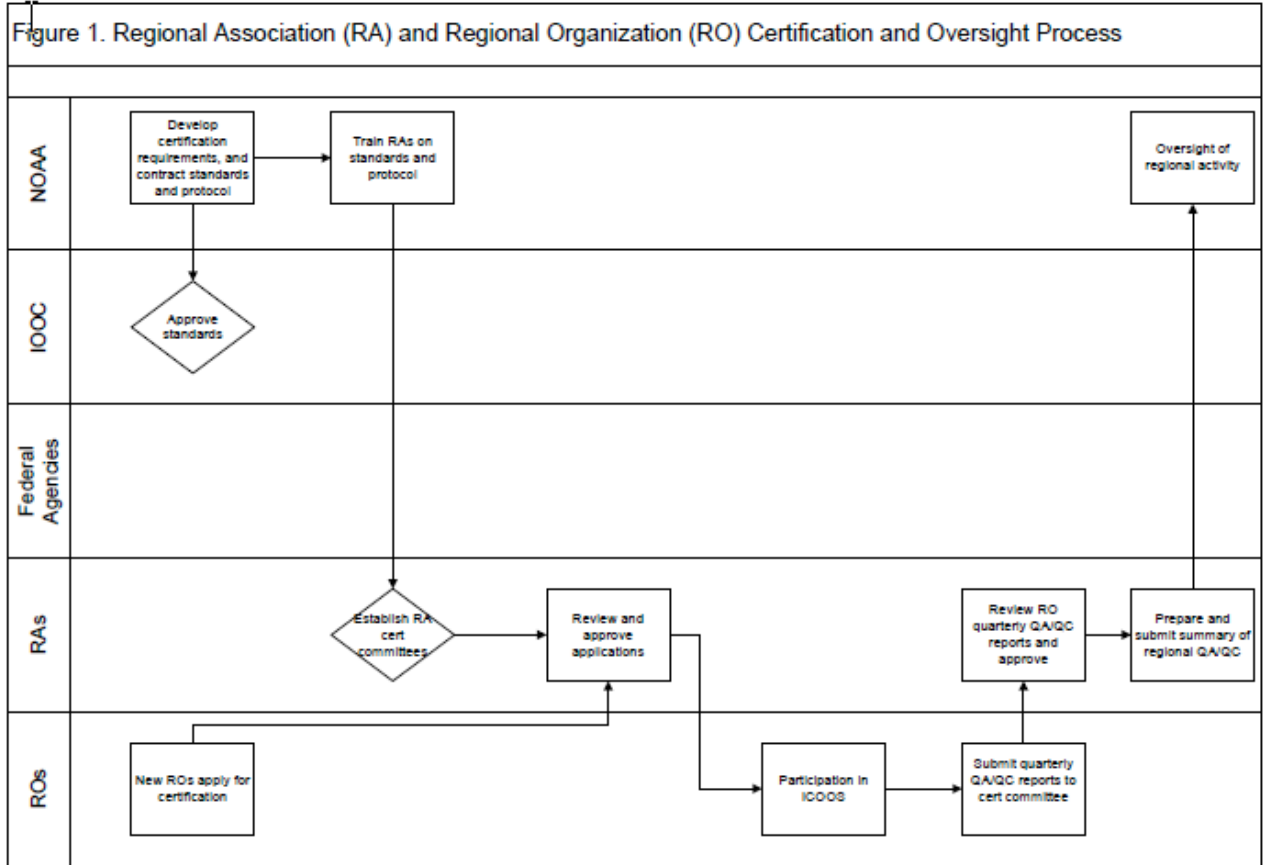 Figure 1. Regional Association (RA) and Regional Organization (RO) Certification and Oversight Process
NOAA
Develop
certification
requirements, and
contract standards
and protocol
Train RAs on
standards and
protocol
Oversight of
regional activity
IOOC
Approve
standards
Federal
Agencies
RAs
Establish RA
cert
committees
Review and
approve
applications
Review RO
quarterly QA/QC
reports and
approve
Prepare and
submit summary of
regional QA/QC
ROs
New ROs apply for
certification
Participation in
ICOOS
Submit quarterly
QA/QC reports to
cert committee